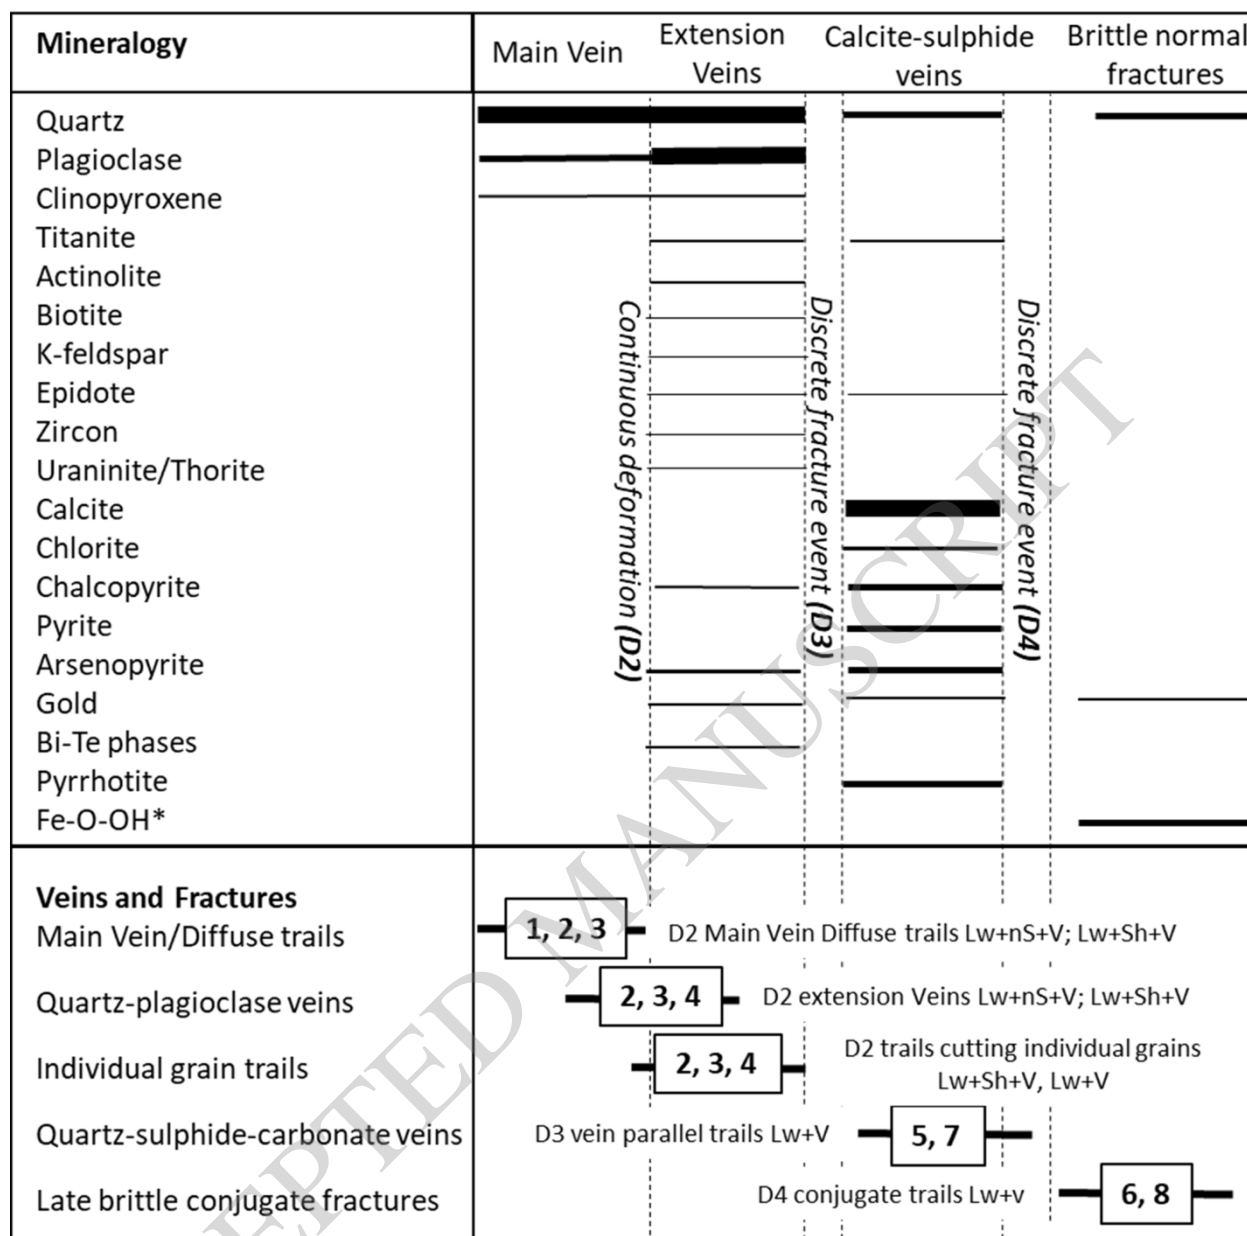 Mineralogy
Main Vein
Extension
Veins
Calcite-sulphide
veins
Brittle normal
fractures
Quartz
Plagioclase
Clinopyroxene
Titanite
Actinolite
Biotite
K-feldspar
Epidote
Zircon
Uraninite/Thorite
Calcite
Chlorite
Chalcopyrite
Pyrite
Arsenopyrite
Gold
Bi-Te phases
Pyrrhotite
Fe-O-OH*
Continuous deformation (D2)
Discrete fracture event (D3)
Discrete fracture event (D4)
Veins and Fractures
Main Vein/Diffuse trails
1, 2, 3
D2 Main Vein Diffuse trails Lw+nS+V; Lw+Sh+V
Quartz-plagioclase veins
2, 3, 4
D2 extension Veins Lw+nS+V; Lw+Sh+V
Individual grain trails
2, 3, 4
D2 trails cutting individual grains
Lw+Sh+V, Lw+V
Quartz-sulphide-carbonate veins
D3 vein parallel trails Lw+V
5, 7
Late brittle conjugate fractures
D4 conjugate trails Lw+v
6, 8
EPTED MANUSCRIPT